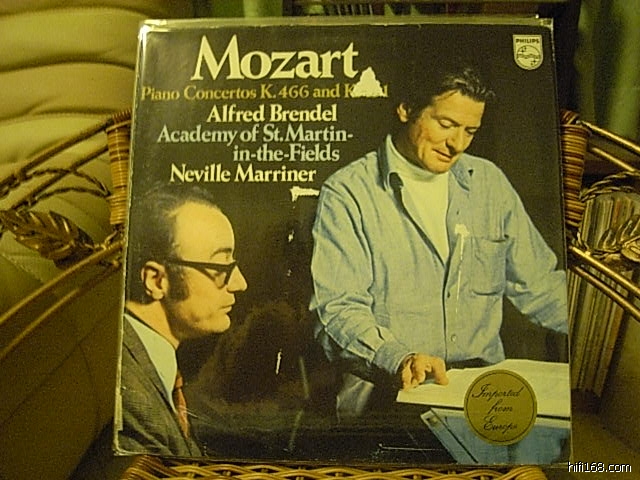 Mozart
PHILIPS
Piano Concertos K.466 and
Alfred Brendel
Academy of St. Martin-
in-the-Fields
Neville Marriner
Imported
from
Europe
hifi168.com